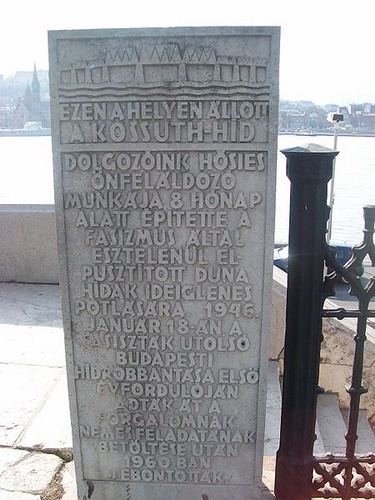 EZEN A HELYEN ÁLLOTT
A KOSSUTH-HÍD
DOLGOZÓINK HŐSIES
ÖNFELÁLDOZÓ
MUNKÁJA 8 HÓNAP
ALATT ÉPÍTETTE A
FASIZMUS ÁLTAL
ESZTELENÜL EL-
PUSZTÍTOTT DUNA
HIDAK IDEIGLENES
PÓTLÁSÁRA. 1946.
JANUÁR 18-ÁN A
FASISZTÁK UTOLSÓ
BUDAPESTI
HÍDROBBANTÁSA ELSŐ
ÉVFORDULÓJÁN
ADTÁK ÁT A
FORGALOMNAK
NEMES FELADATÁNAK
BETÖLTÉSE UTÁN
1960 BAN
LEBONTOTTÁK.